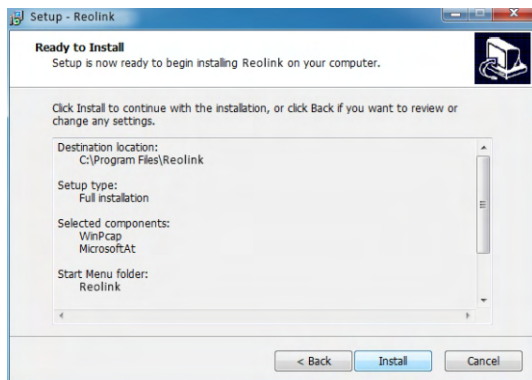 Setup - Reolink
Ready to Install
Setup is now ready to begin installing Reolink on your computer.
Click Install to continue with the installation, or click Back if you want to review or
change any settings.
Destination location:
C:\Program Files\Reolink
Setup type:
Full installation
Selected components:
WinPcap
MicrosoftAt
Start Menu folder:
Reolink
< Back
Install
Cancel